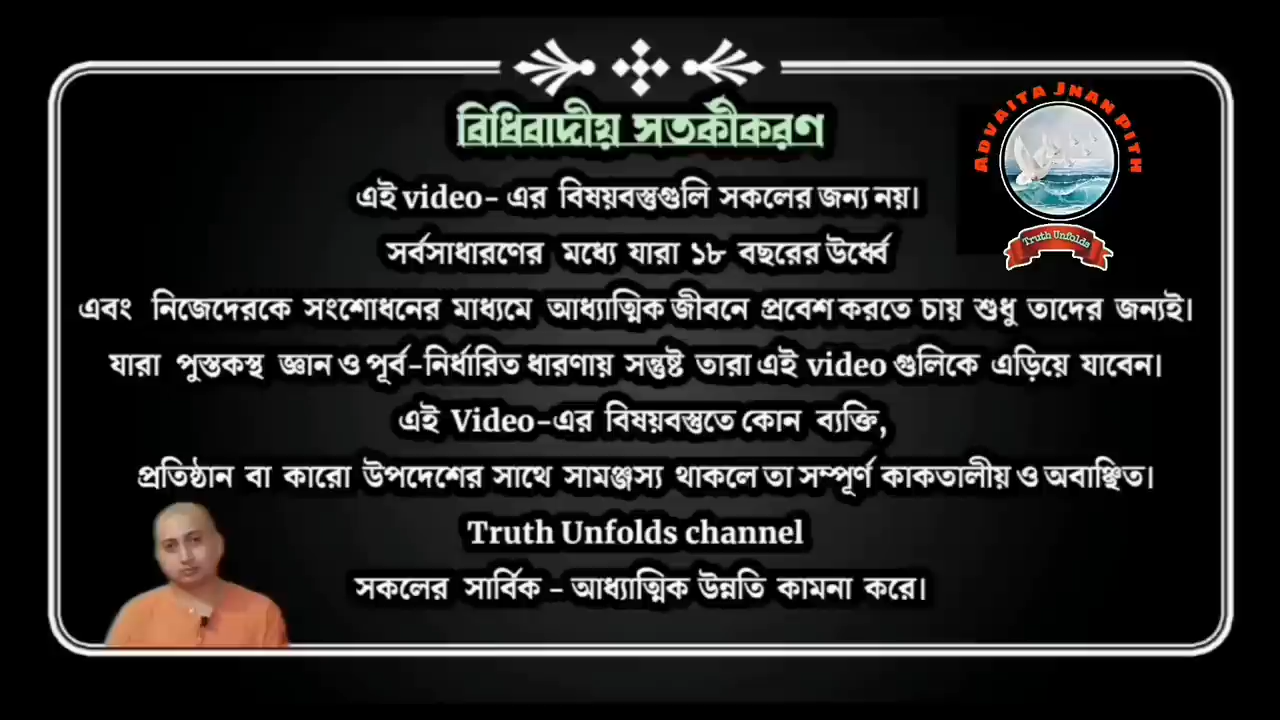 বিধিবাদীয় সতর্কীকরণ
ADVAITA JNAN PITH
Truth Unfolds
এই video- এর বিষয়বস্তুগুলি সকলের জন্য নয়।
সর্বসাধারণের মধ্যে যারা ১৮ বছরের উর্ধ্বে
এবং নিজেদেরকে সংশোধনের মাধ্যমে আধ্যাত্মিক জীবনে প্রবেশ করতে চায় শুধু তাদের জন্যই।
যারা পুস্তকস্থ জ্ঞান ও পূর্ব-নির্ধারিত ধারণায় সন্তুষ্ট তারা এই video গুলিকে এড়িয়ে যাবেন।
এই Video-এর বিষয়বস্তুতে কোন ব্যক্তি,
প্রতিষ্ঠান বা কারো উপদেশের সাথে সামঞ্জস্য থাকলে তা সম্পূর্ণ কাকতালীয় ও অবাঞ্ছিত।
Truth Unfolds channel
সকলের সার্বিক - আধ্যাত্মিক উন্নতি কামনা করে।